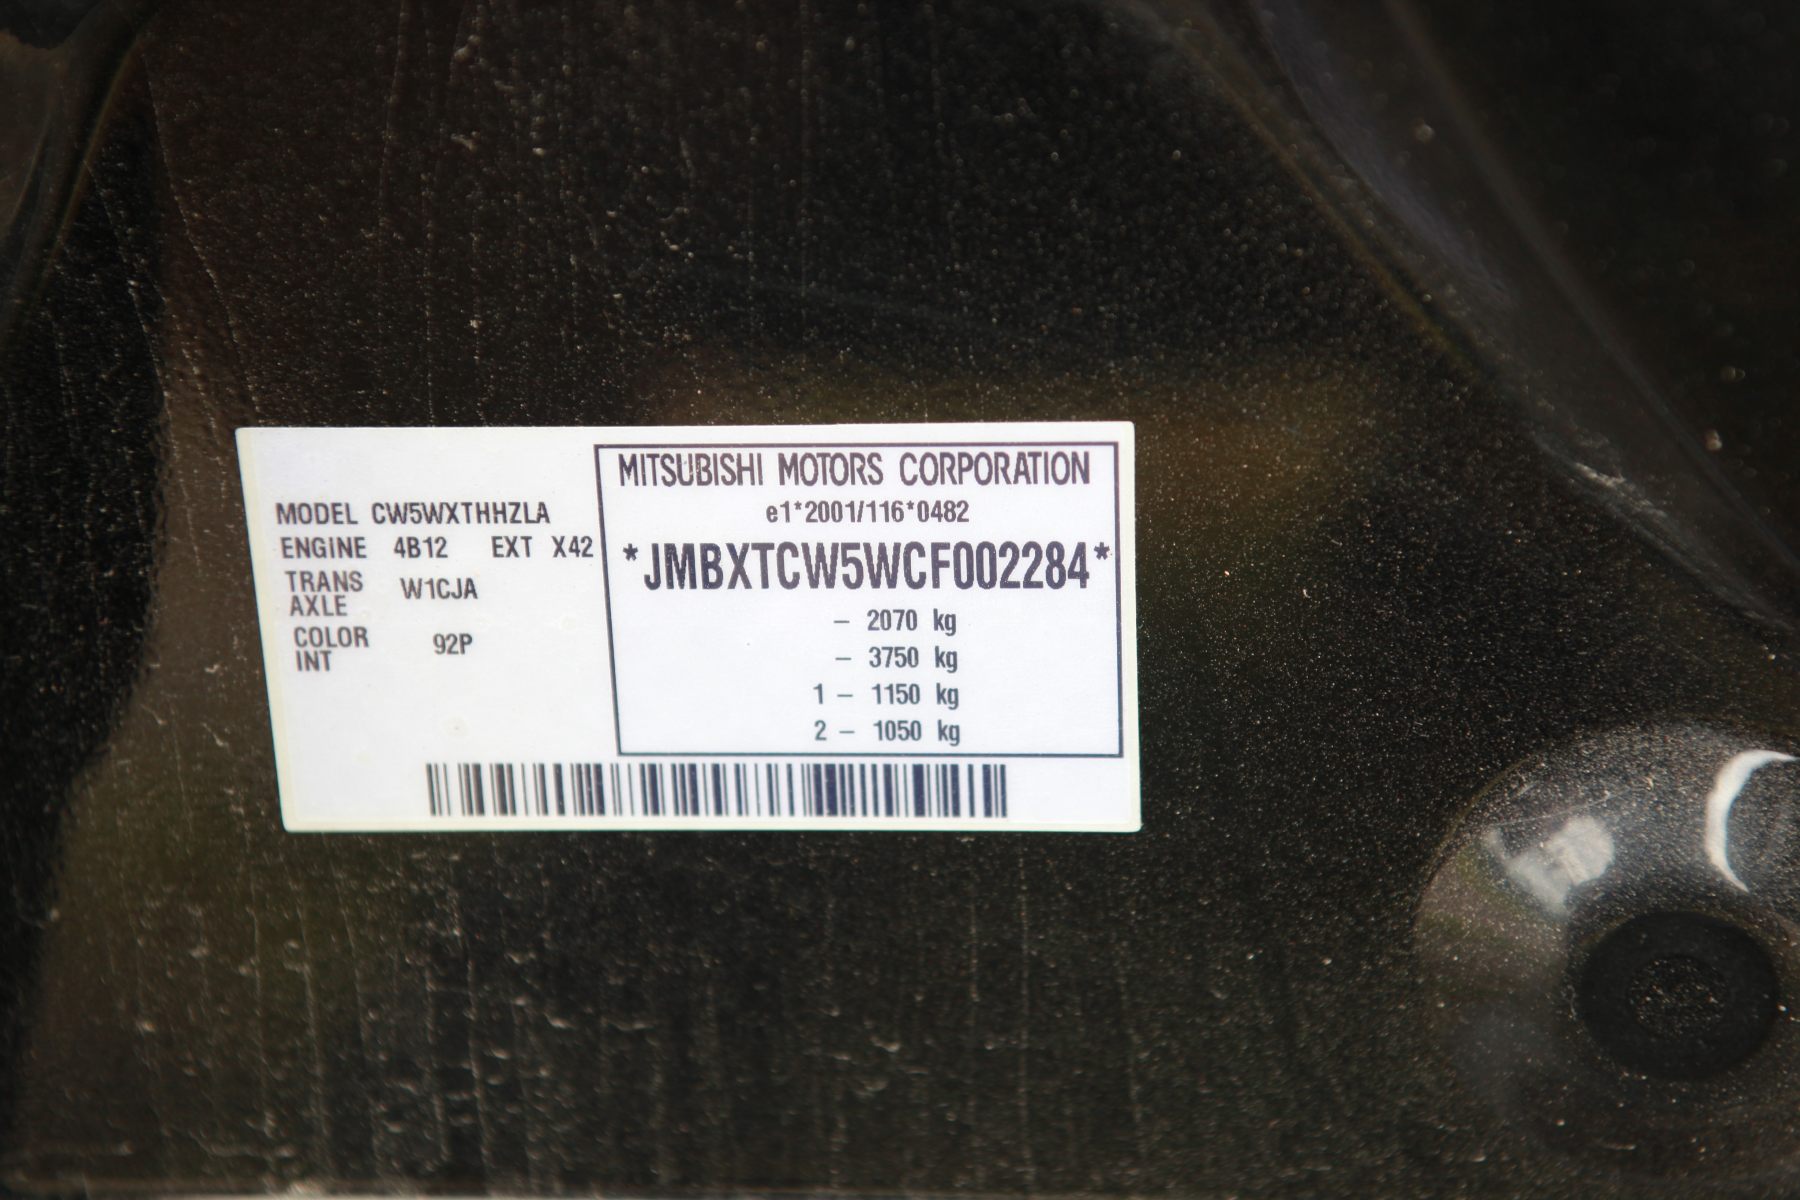 MODEL CW5WXTHHZLA
ENGINE 4B12 EXT X42
TRANS AXLE W1CJA
COLOR INT 92P
MITSUBISHI MOTORS CORPORATION
e1*2001/116*0482
*JMBXTCW5WCF002284*
– 2070 kg
– 3750 kg
1 – 1150 kg
2 – 1050 kg